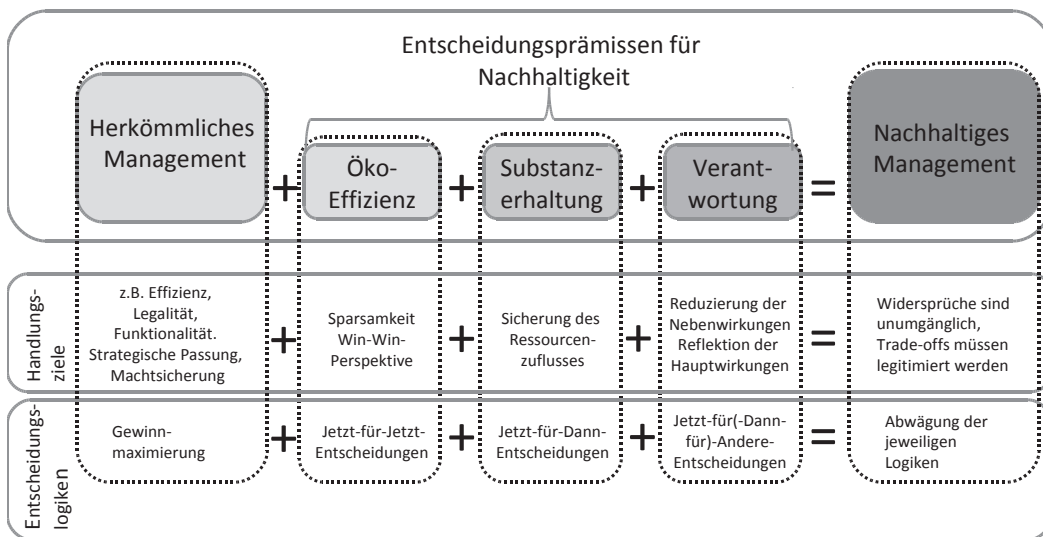 Entscheidungsprämissen für
Nachhaltigkeit
Herkömmliches
Management
+
Öko-
Effizienz
+
Substanz-
erhaltung
+
Verant-
wortung
=
Nachhaltiges
Management
Handlungs-
ziele
z.B. Effizienz,
Legalität,
Funktionalität.
Strategische Passung,
Machtsicherung
+
Sparsamkeit
Win-Win-
Perspektive
+
Sicherung des
Ressourcen-
zuflusses
+
Reduzierung der
Nebenwirkungen
Reflektion der
Hauptwirkungen
=
Widersprüche sind
unumgänglich,
Trade-offs müssen
legitimiert werden
Entscheidungs-
logiken
Gewinn-
maximierung
+
Jetzt-für-Jetzt-
Entscheidungen
+
Jetzt-für-Dann-
Entscheidungen
+
Jetzt-für(-Dann-
für)-Andere-
Entscheidungen
=
Abwägung der
jeweiligen
Logiken